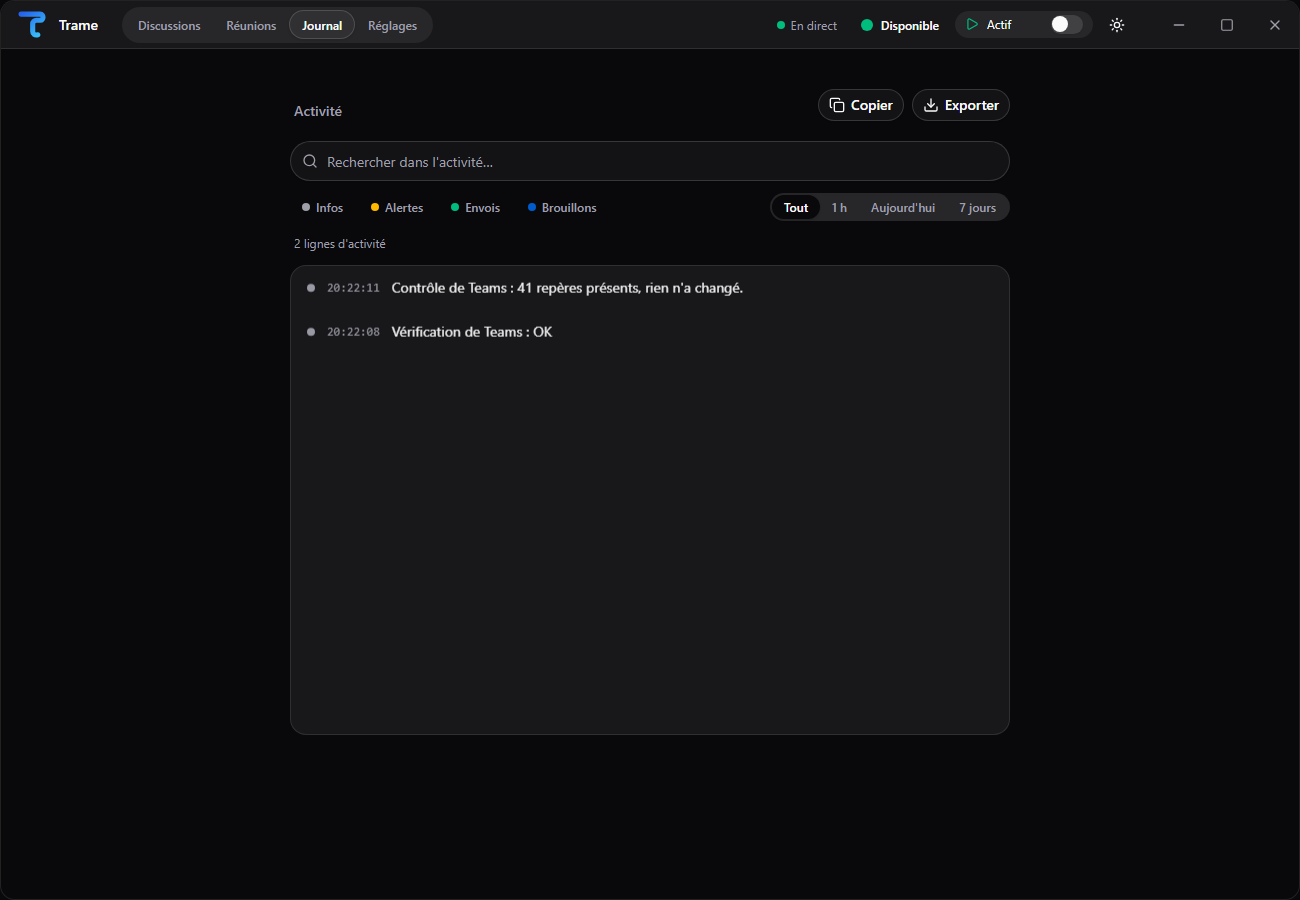 Trame Discussions Réunions Journal Réglages En direct Disponible Actif
Activité Copier Exporter
Rechercher dans l'activité...
Infos Alertes Envois Brouillons Tout 1 h Aujourd'hui 7 jours
2 lignes d'activité
20:22:11 Contrôle de Teams : 41 repères présents, rien n'a changé.
20:22:08 Vérification de Teams : OK